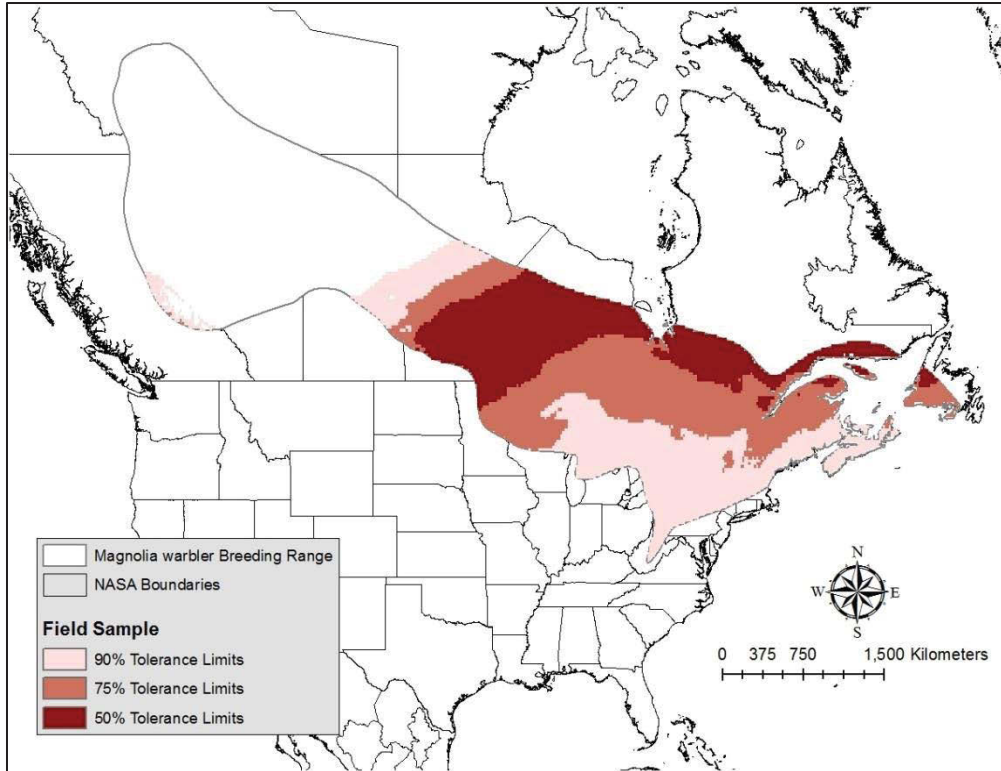 Magnolia warbler Breeding Range
NASA Boundaries
Field Sample
90% Tolerance Limits
75% Tolerance Limits
50% Tolerance Limits
N
W E
S
0 375 750 1,500 Kilometers